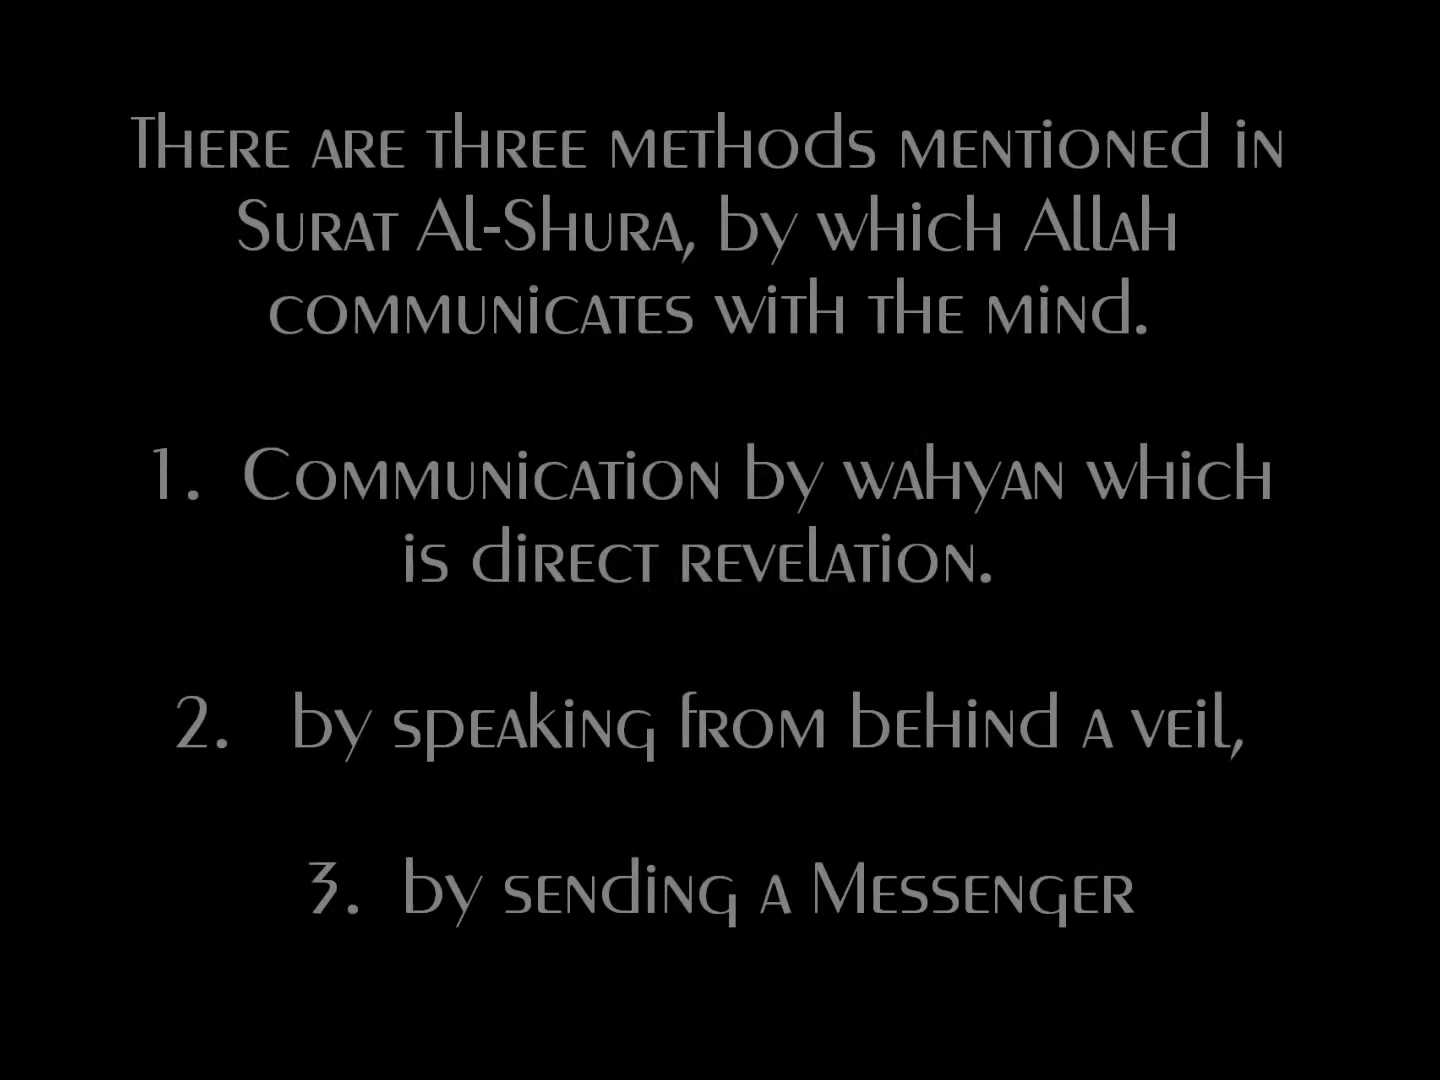 There are three methods mentioned in
Surat Al-Shura, by which Allah
communicates with the mind.
1. Communication by wahyan which
is direct revelation.
2. by speaking from behind a veil,
3. by sending a Messenger